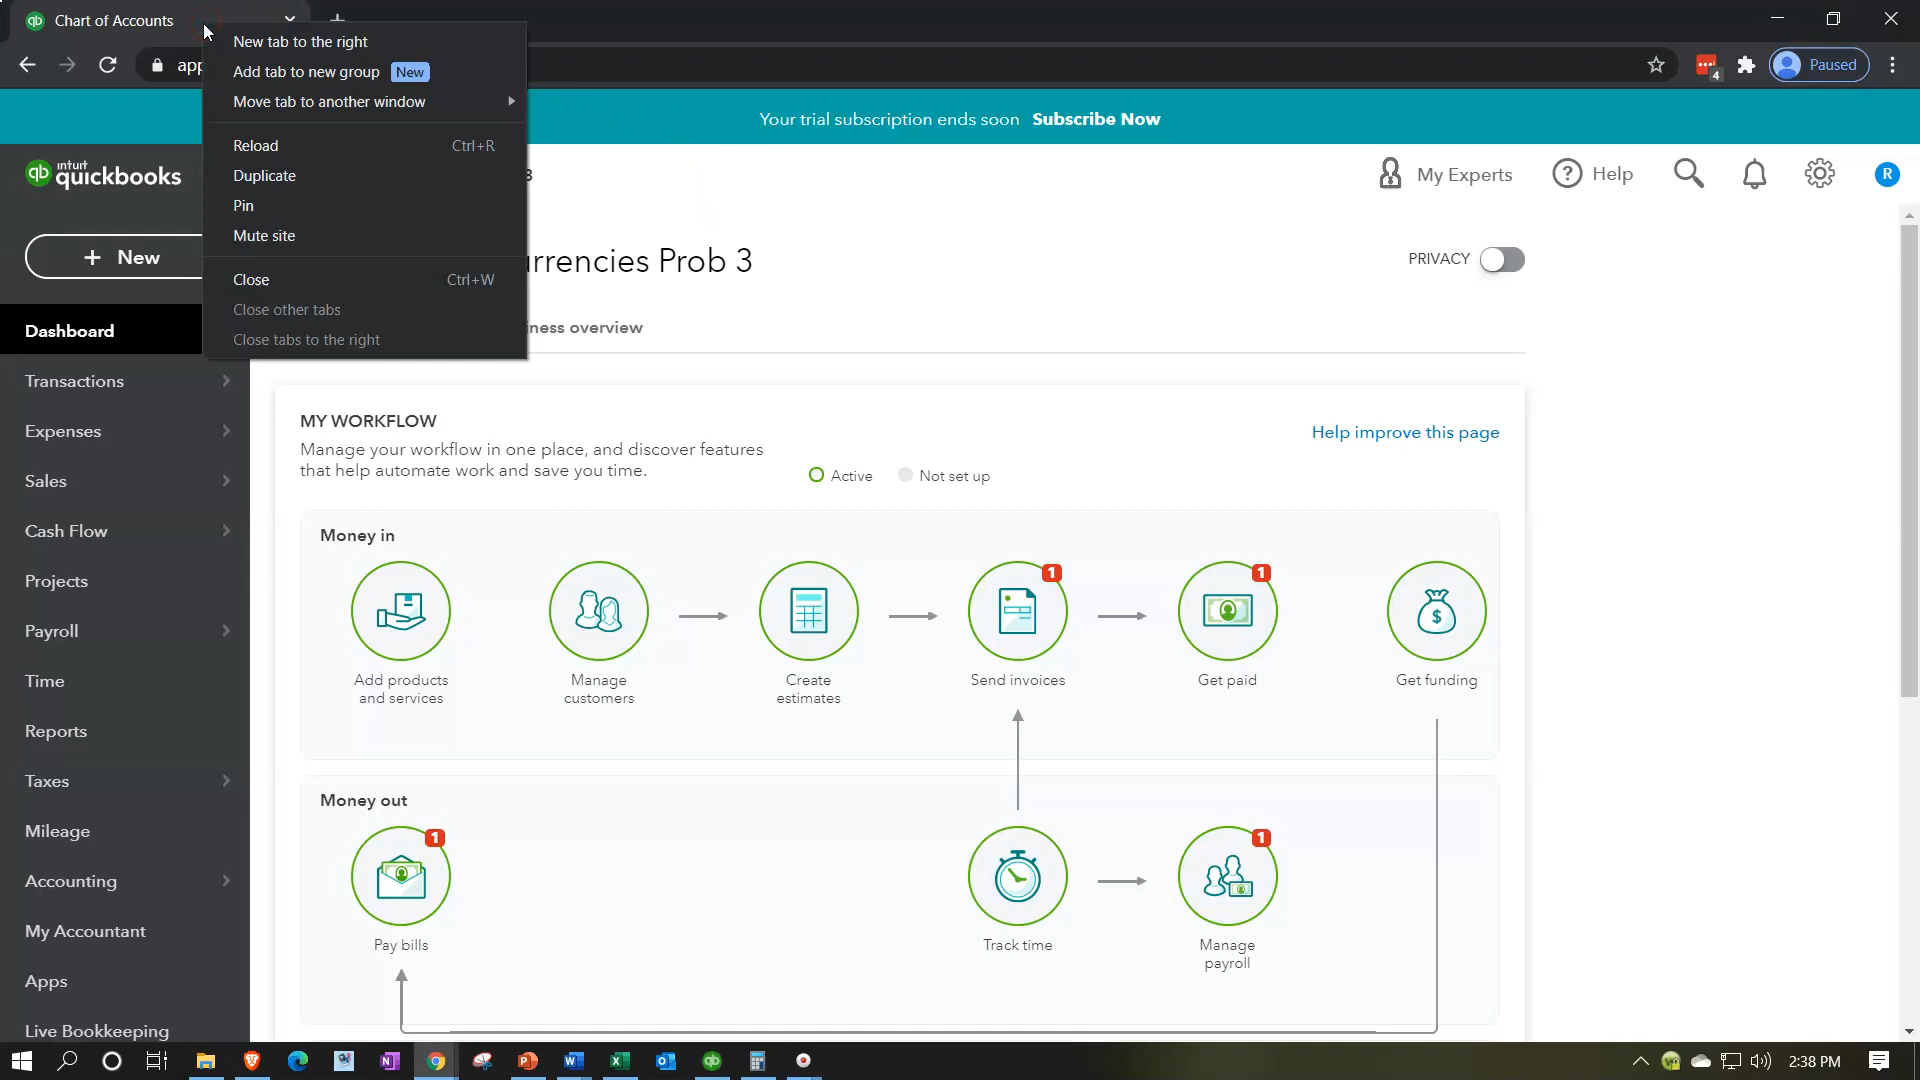 Chart of Accounts
New tab to the right
Add tab to new group New
Move tab to another window
Reload Ctrl+R
Duplicate
Pin
Mute site
Close Ctrl+W
Close other tabs
Close tabs to the right
app
4
Paused
Your trial subscription ends soon Subscribe Now
qb intuit quickbooks
3
My Experts
? Help
R
+ New
urrencies Prob 3
PRIVACY
iness overview
Dashboard
Transactions
Expenses
Sales
Cash Flow
Projects
Payroll
Time
Reports
Taxes
Mileage
Accounting
My Accountant
Apps
Live Bookkeeping
MY WORKFLOW
Manage your workflow in one place, and discover features
that help automate work and save you time.
Active Not set up
Help improve this page
Money in
1 1
Add products
and services
Manage
customers
Create
estimates
Send invoices
Get paid
Get funding
Money out
1 1
Pay bills
Track time
Manage
payroll
2:38 PM